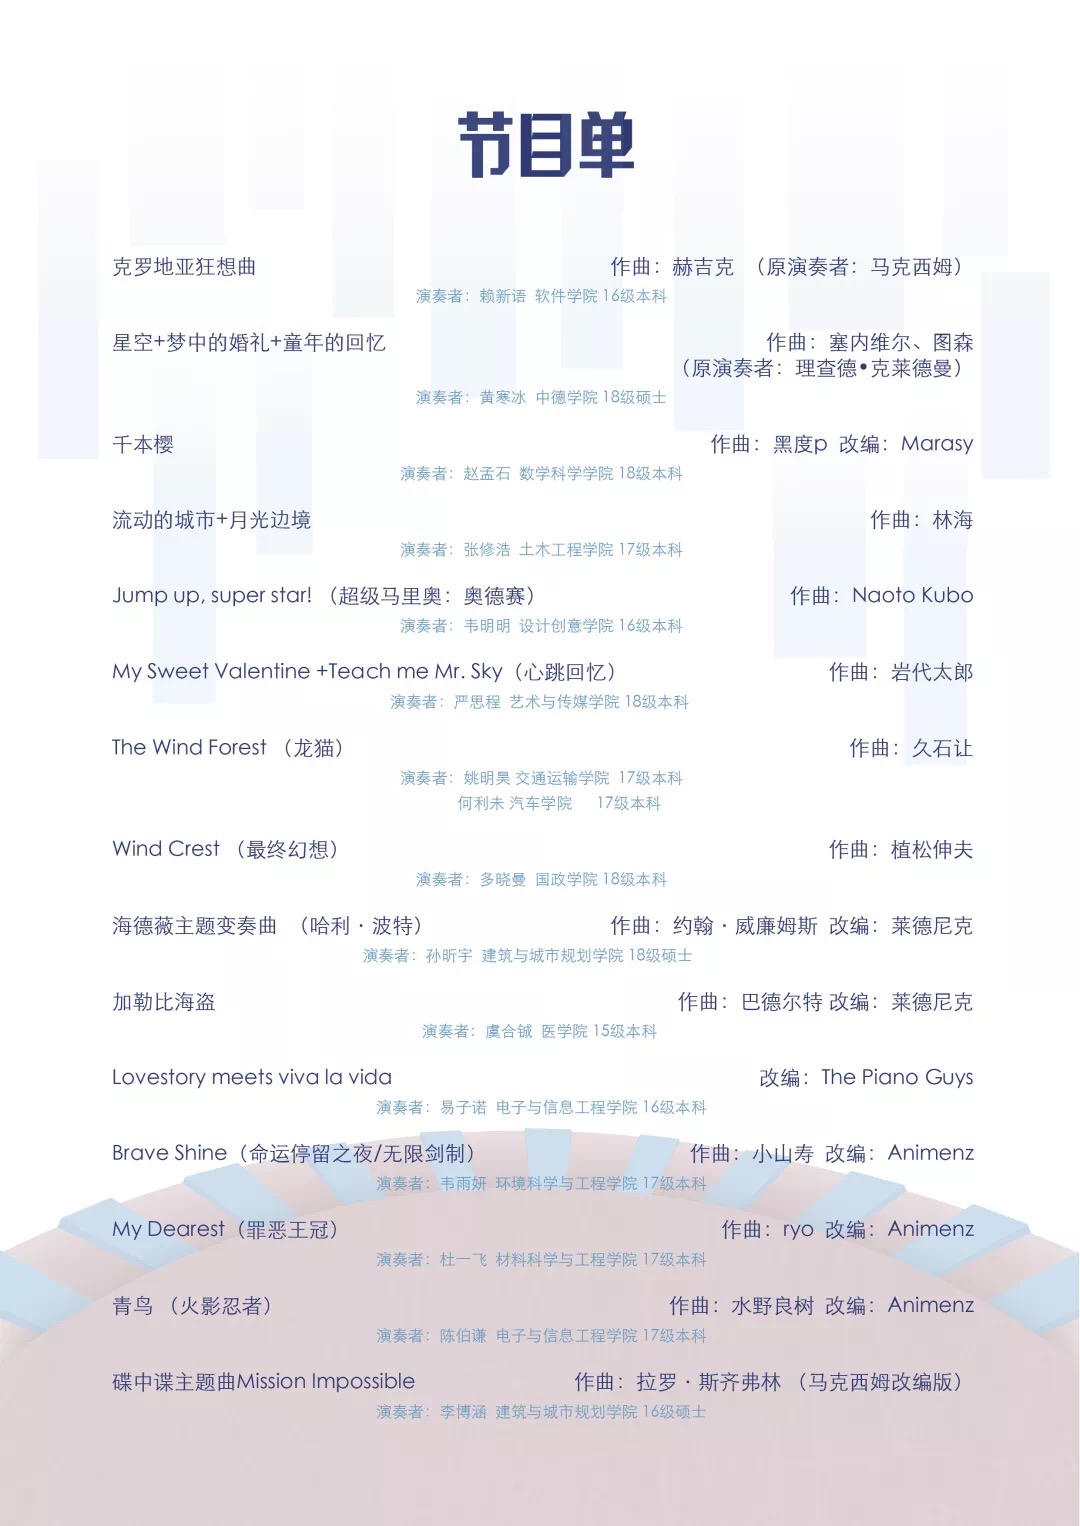 节目单
克罗地亚狂想曲 作曲：赫吉克 （原演奏者：马克西姆）
演奏者：赖新语 软件学院 16级本科
星空+梦中的婚礼+童年的回忆 作曲：塞内维尔、图森
（原演奏者：理查德•克莱德曼）
演奏者：黄寒冰 中德学院 18级硕士
千本樱 作曲：黑度p 改编：Marasy
演奏者：赵孟石 数学科学学院 18级本科
流动的城市+月光边境 作曲：林海
演奏者：张修浩 土木工程学院 17级本科
Jump up, super star! （超级马里奥：奥德赛） 作曲：Naoto Kubo
演奏者：韦明明 设计创意学院 16级本科
My Sweet Valentine +Teach me Mr. Sky（心跳回忆） 作曲：岩代太郎
演奏者：严思程 艺术与传媒学院 18级本科
The Wind Forest （龙猫） 作曲：久石让
演奏者：姚明昊 交通运输学院 17级本科
何利未 汽车学院 17级本科
Wind Crest （最终幻想） 作曲：植松伸夫
演奏者：多晓曼 国政学院 18级本科
海德薇主题变奏曲 （哈利·波特） 作曲：约翰·威廉姆斯 改编：莱德尼克
演奏者：孙昕宇 建筑与城市规划学院 18级硕士
加勒比海盗 作曲：巴德尔特 改编：莱德尼克
演奏者：虞合钺 医学院 15级本科
Lovestory meets viva la vida 改编：The Piano Guys
演奏者：易子诺 电子与信息工程学院 16级本科
Brave Shine（命运停留之夜/无限剑制） 作曲：小山寿 改编：Animenz
演奏者：韦雨妍 环境科学与工程学院 17级本科
My Dearest（罪恶王冠） 作曲：ryo 改编：Animenz
演奏者：杜一飞 材料科学与工程学院 17级本科
青鸟 （火影忍者） 作曲：水野良树 改编：Animenz
演奏者：陈伯谦 电子与信息工程学院 17级本科
碟中谍主题曲Mission Impossible 作曲：拉罗·斯齐弗林 （马克西姆改编版）
演奏者：李博涵 建筑与城市规划学院 16级硕士